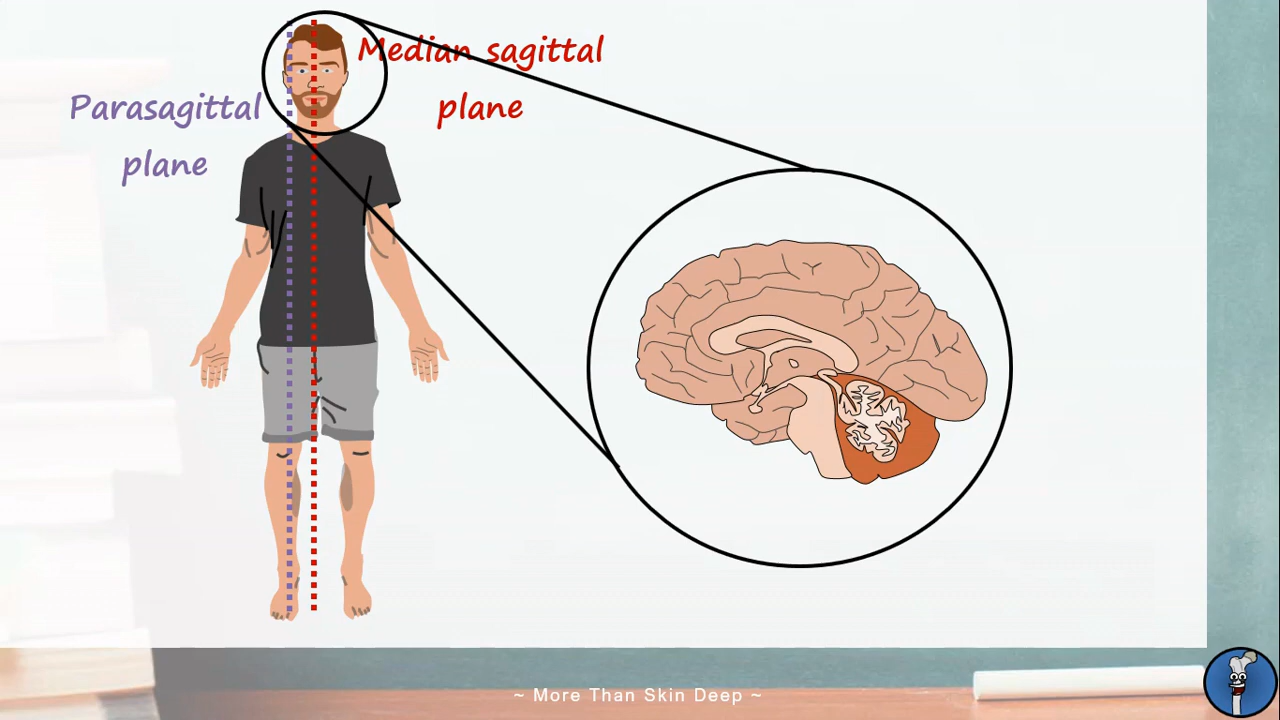 Median sagittal
plane
Parasagittal
plane
~ More Than Skin Deep ~